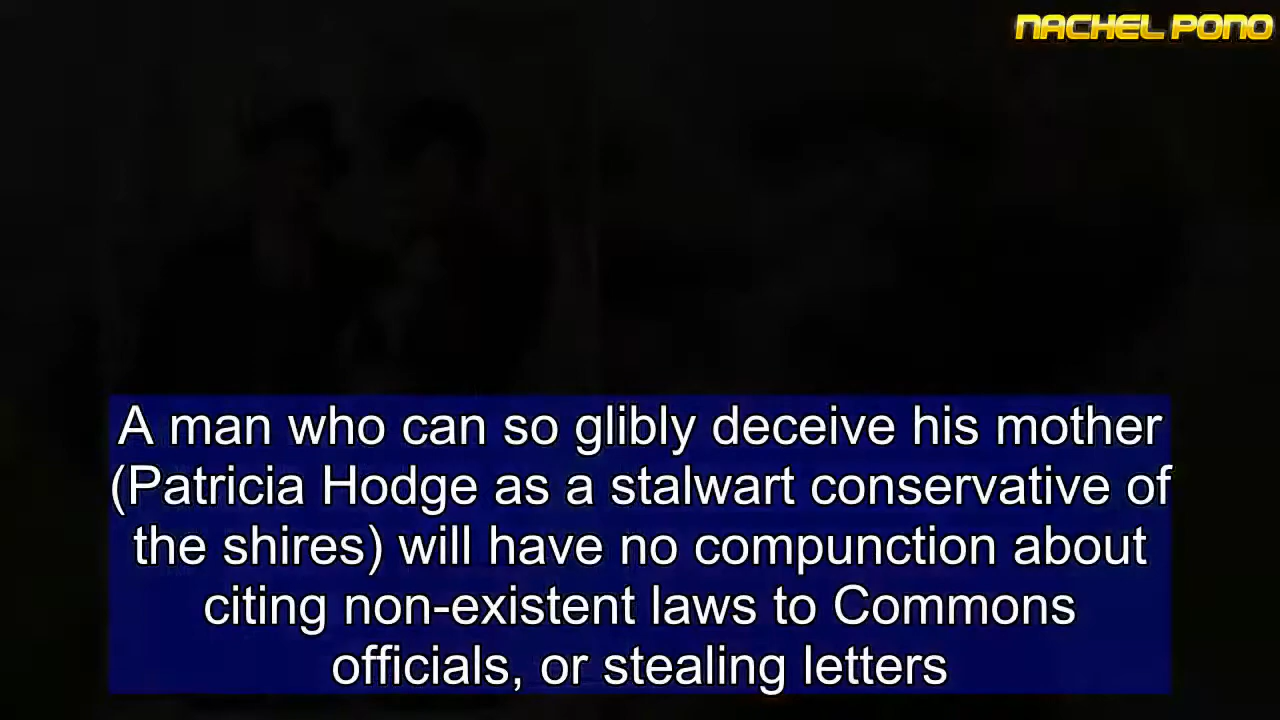 NACHEL PONO
A man who can so glibly deceive his mother
(Patricia Hodge as a stalwart conservative of
the shires) will have no compunction about
citing non-existent laws to Commons
officials, or stealing letters